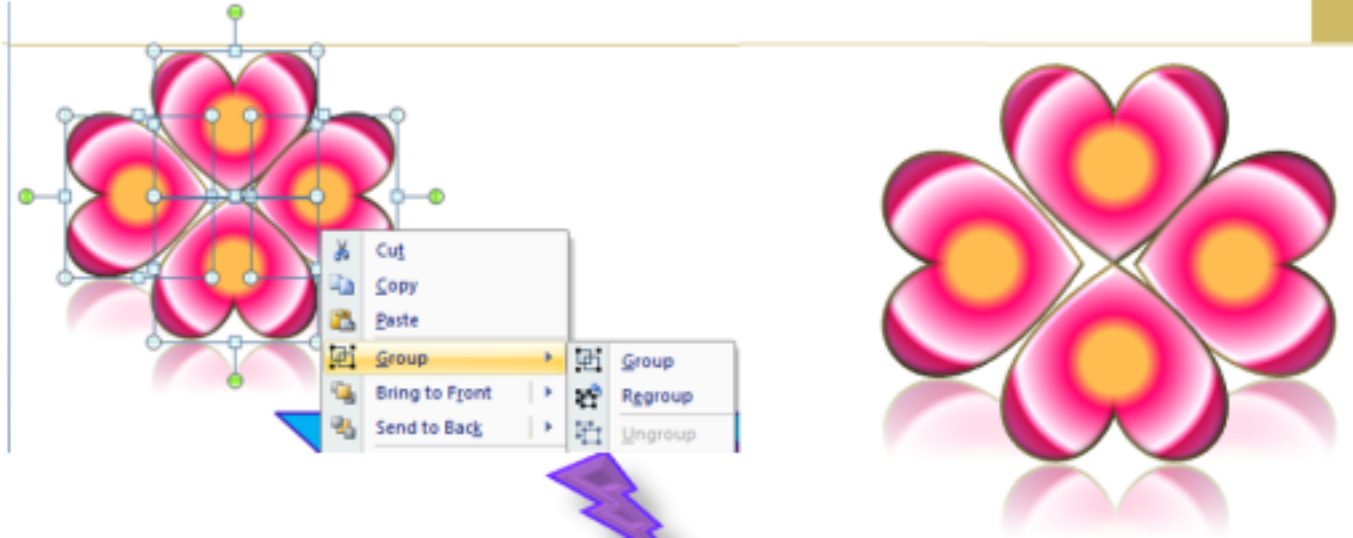 Cut
Copy
Paste
Group
Bring to Front
Send to Back
Group
Regroup
Ungroup